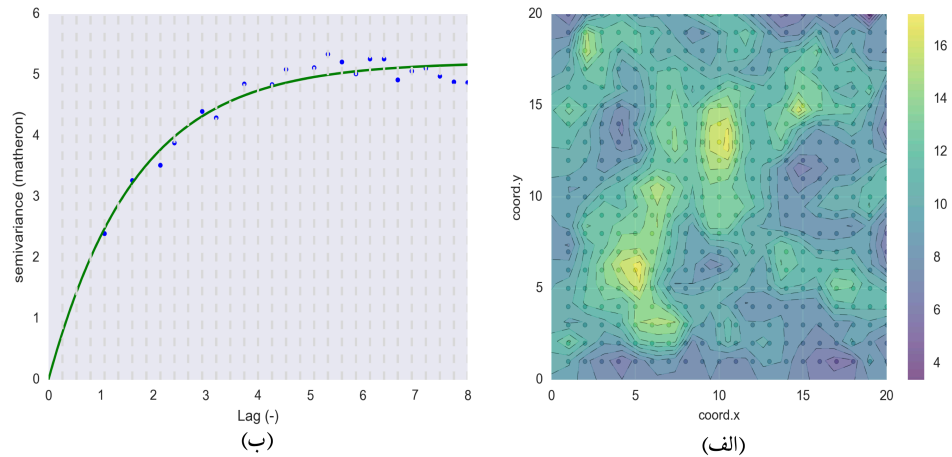 6
5
4
3
2
1
0
semivariance (matheron)
0 1 2 3 4 5 6 7 8
Lag (-)
(ب)
20
15
10
5
0
coord.y
0 5 10 15 20
coord.x
(الف)
16
14
12
10
8
6
4